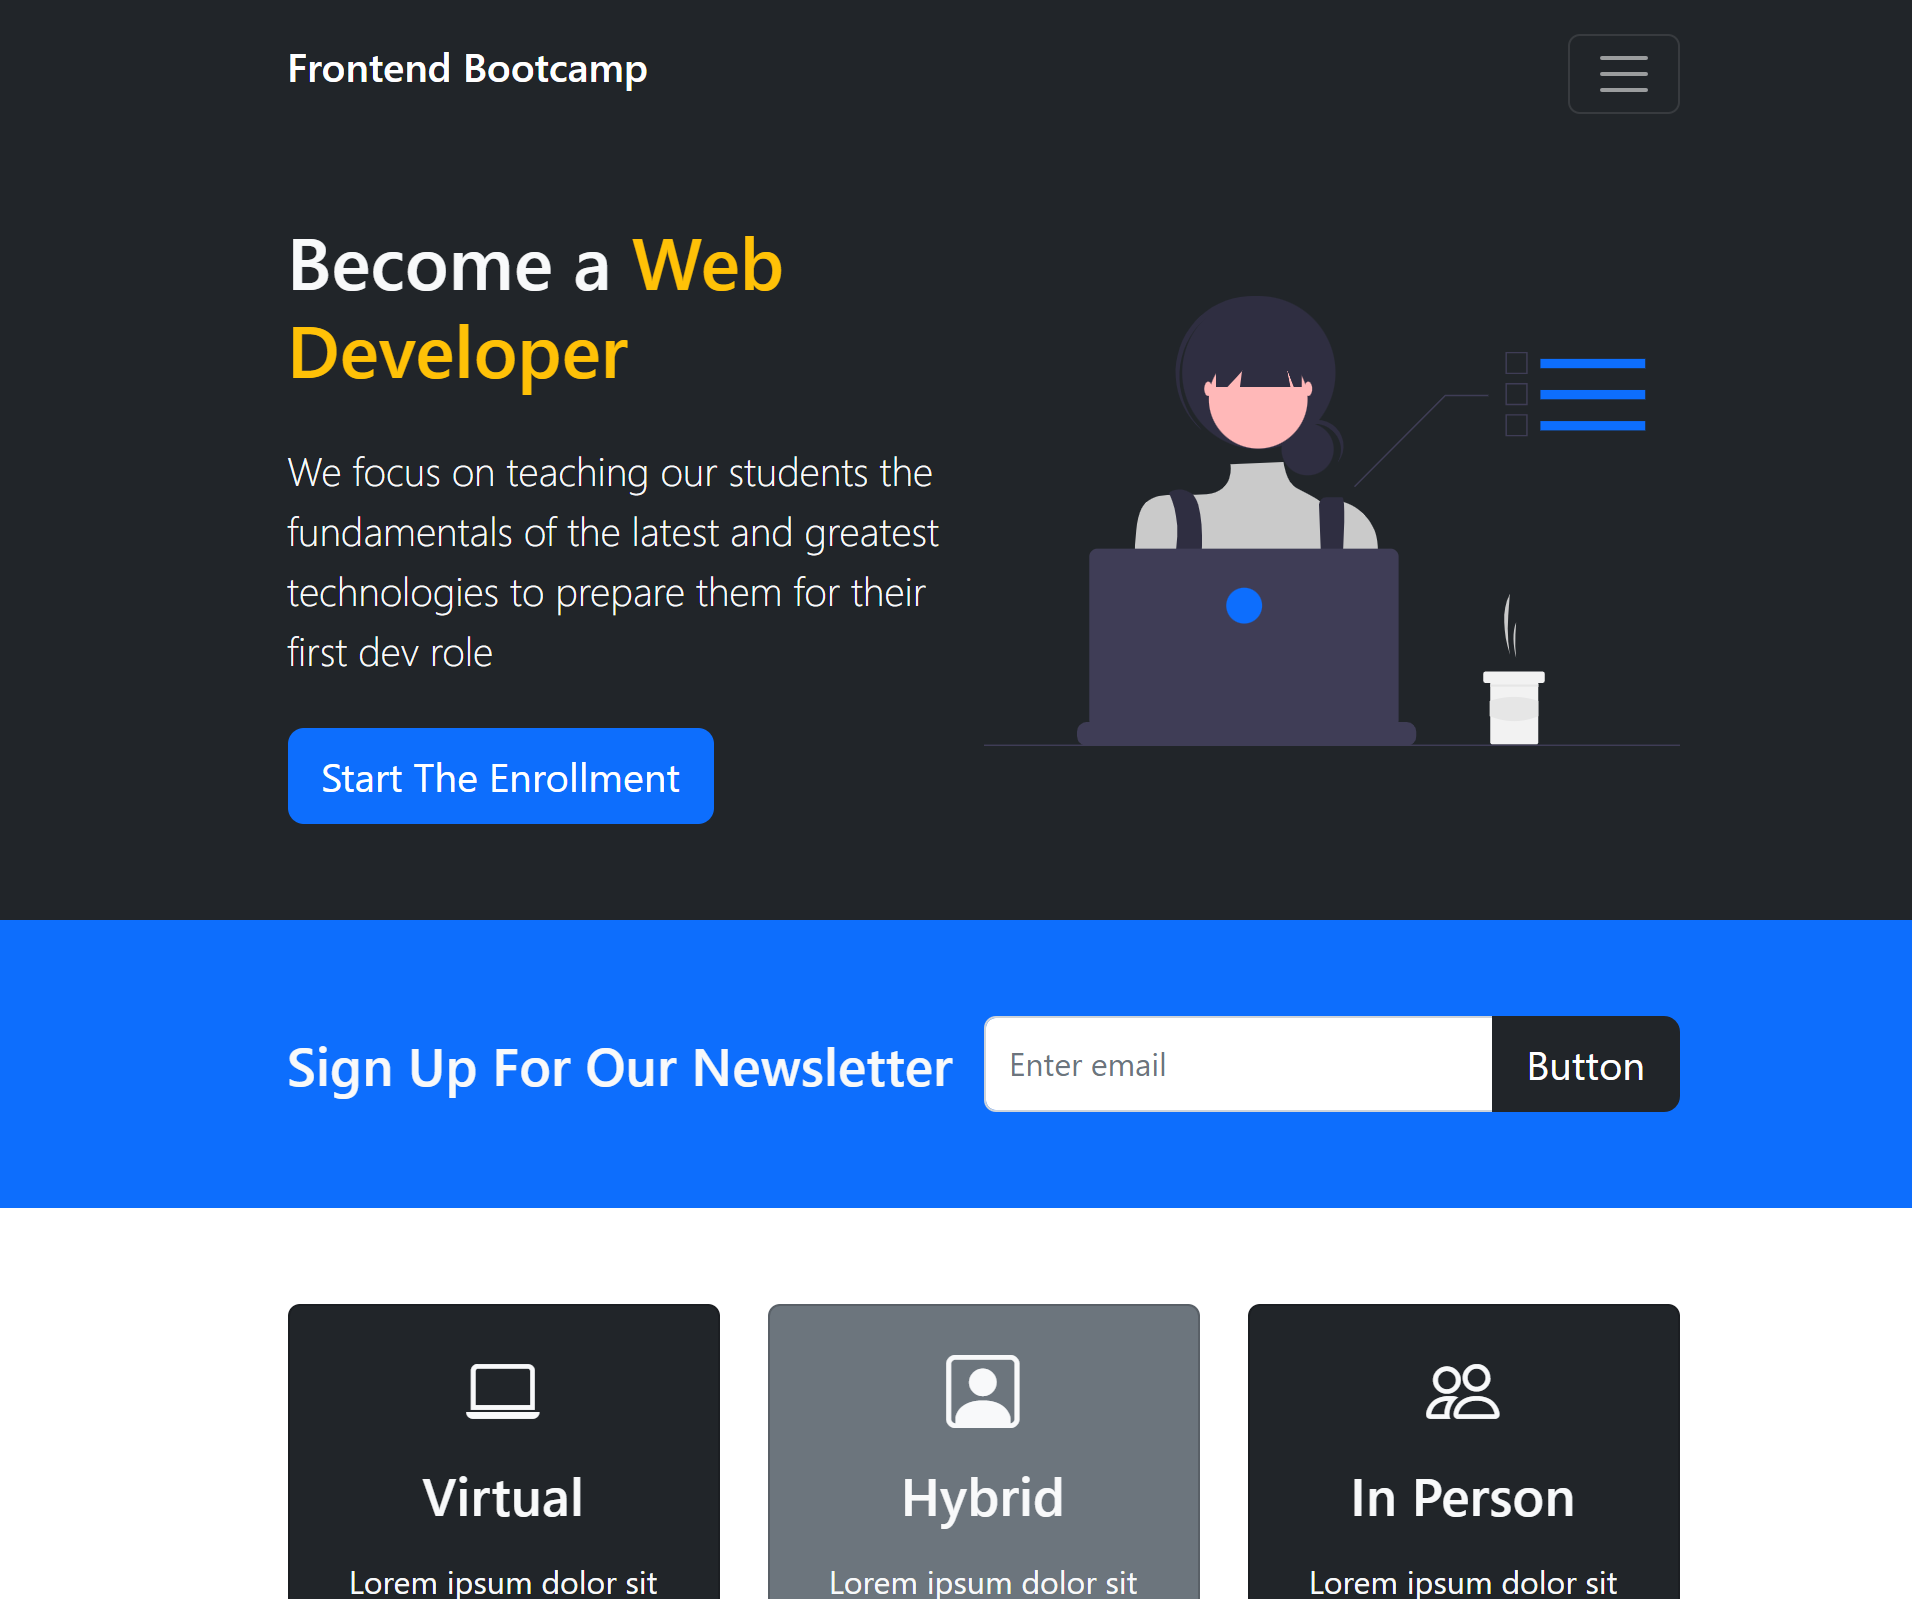 Frontend Bootcamp
Become a Web
Developer
We focus on teaching our students the
fundamentals of the latest and greatest
technologies to prepare them for their
first dev role
Start The Enrollment
Sign Up For Our Newsletter
Enter email
Button
Virtual
Lorem ipsum dolor sit
Hybrid
Lorem ipsum dolor sit
In Person
Lorem ipsum dolor sit